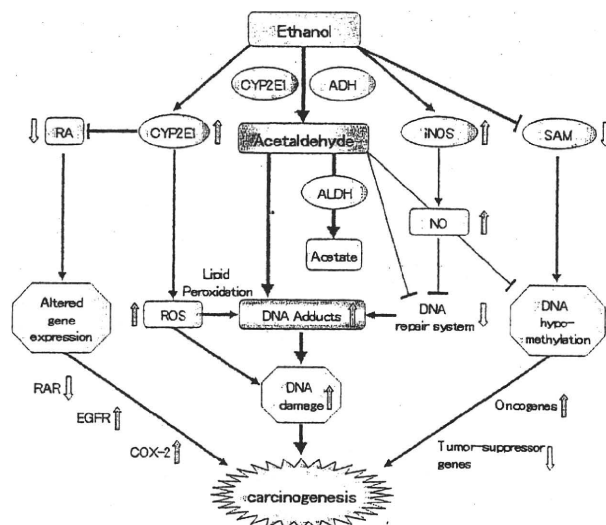 Ethanol
CYP2E1
ADH
RA
CYP2E1
Acetaldehyde
iNOS
SAM
ALDH
NO
Acetate
Lipid
Peroxidation
Altered
gene
expression
ROS
DNA Adducts
DNA
repair system
DNA
hypo-
methylation
RAR
EGFR
COX-2
DNA
damage
Oncogenes
Tumor-suppressor
genes
carcinogenesis